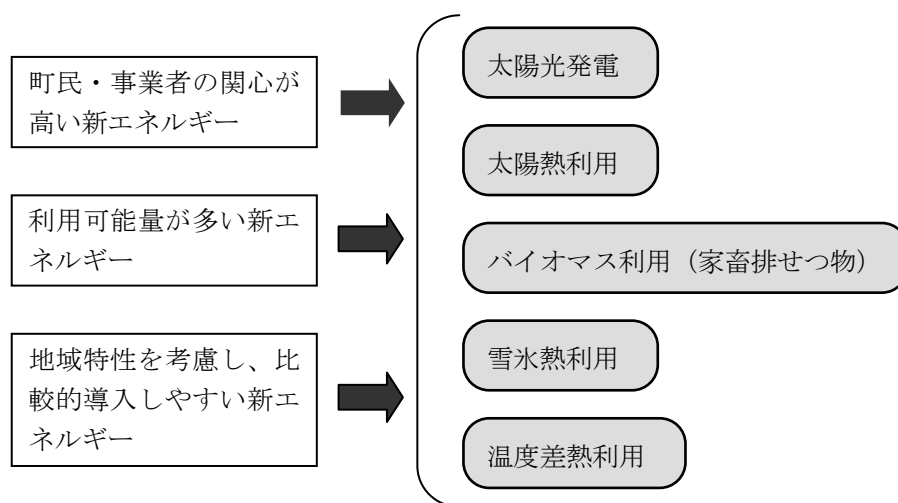 町民・事業者の関心が
高い新エネルギー
利用可能量が多い新エ
ネルギー
地域特性を考慮し、比
較的導入しやすい新エ
ネルギー
太陽光発電
太陽熱利用
バイオマス利用（家畜排せつ物）
雪氷熱利用
温度差熱利用